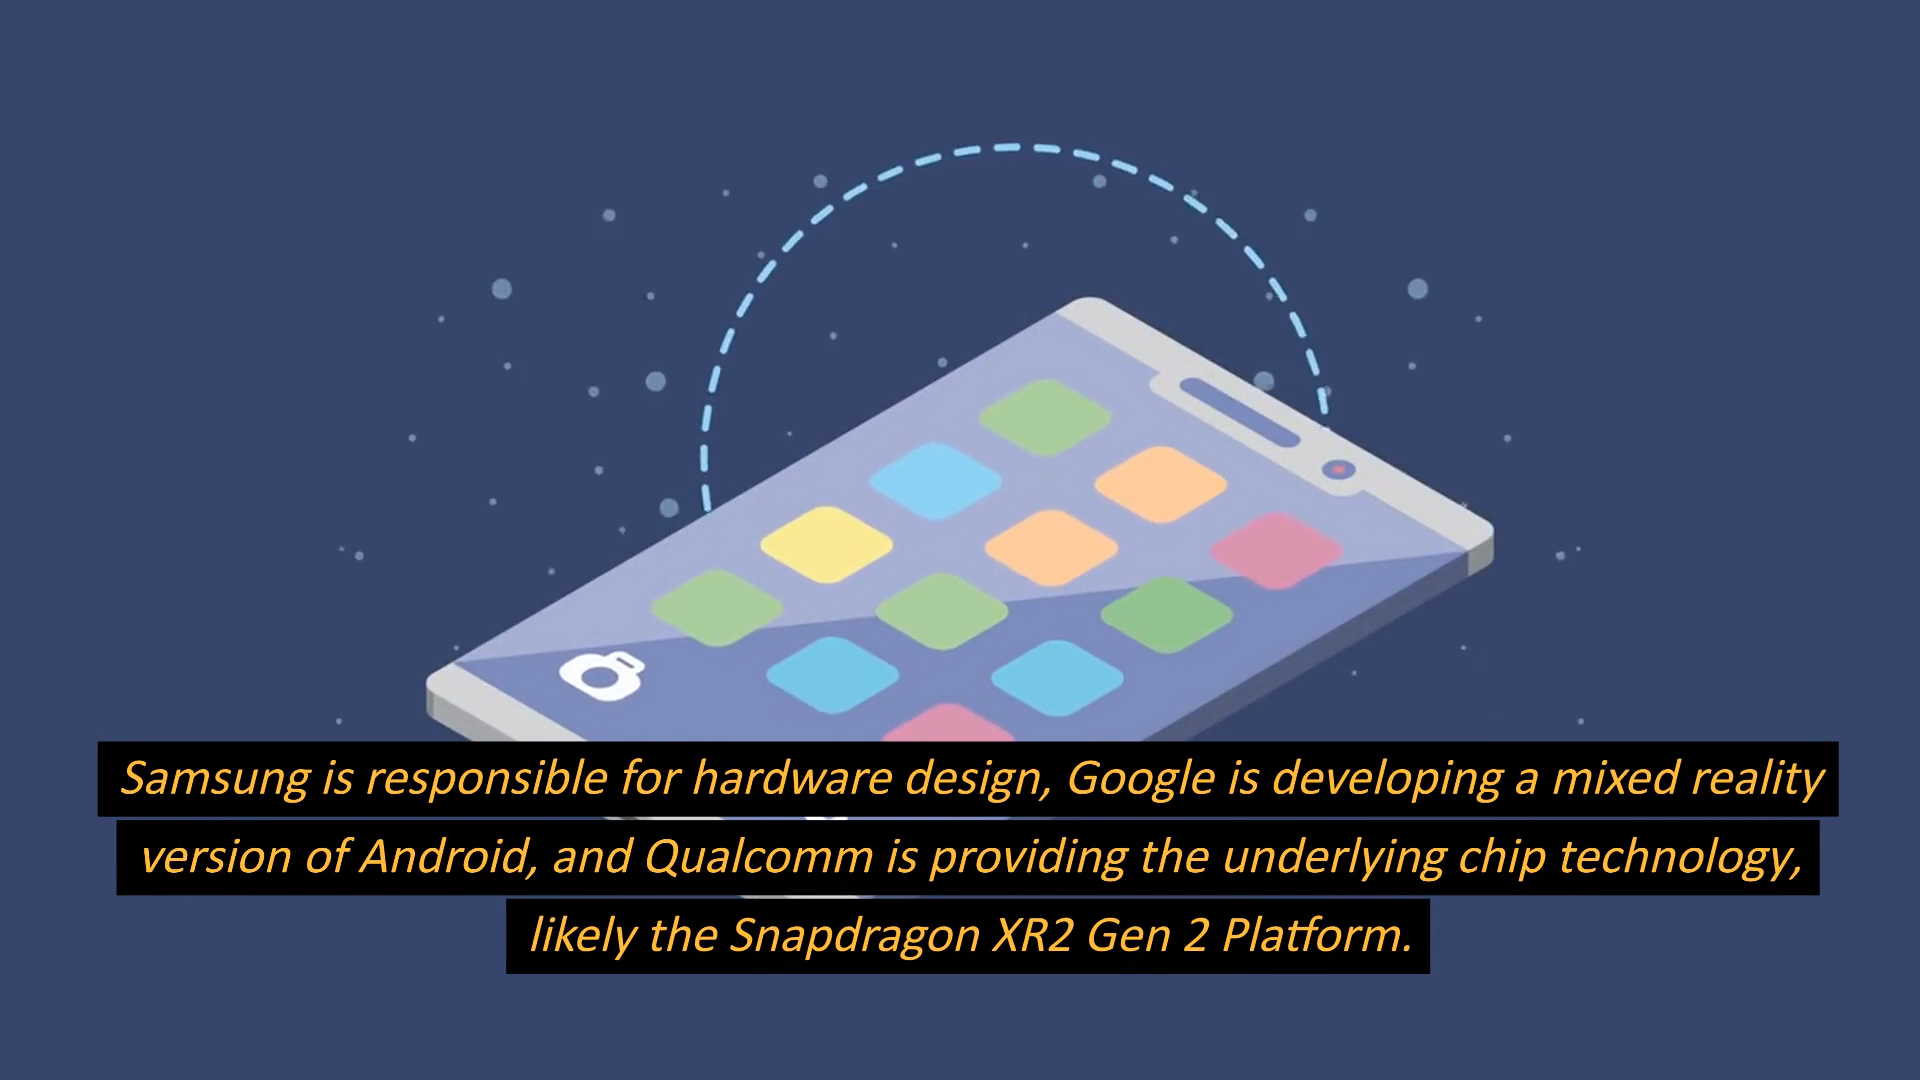 Samsung is responsible for hardware design, Google is developing a mixed reality
version of Android, and Qualcomm is providing the underlying chip technology,
likely the Snapdragon XR2 Gen 2 Platform.